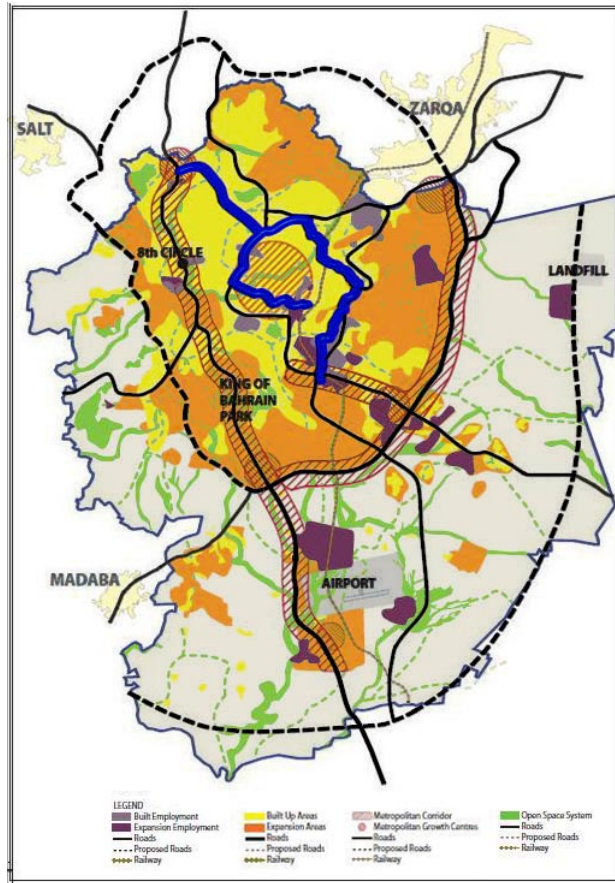 ZARQA
SALT
8th CIRCLE
LANDFILL
KING OF
BAHRAIN
PARK
AIRPORT
MADABA
LEGEND
Built Employment
Expansion Employment
Roads
Proposed Roads
Railway
Built Up Areas
Expansion Areas
Roads
Proposed Roads
Railway
Metropolitan Corridor
Metropolitan Growth Centres
Roads
Proposed Roads
Railway
Open Space System
Roads
Proposed Roads
Railway